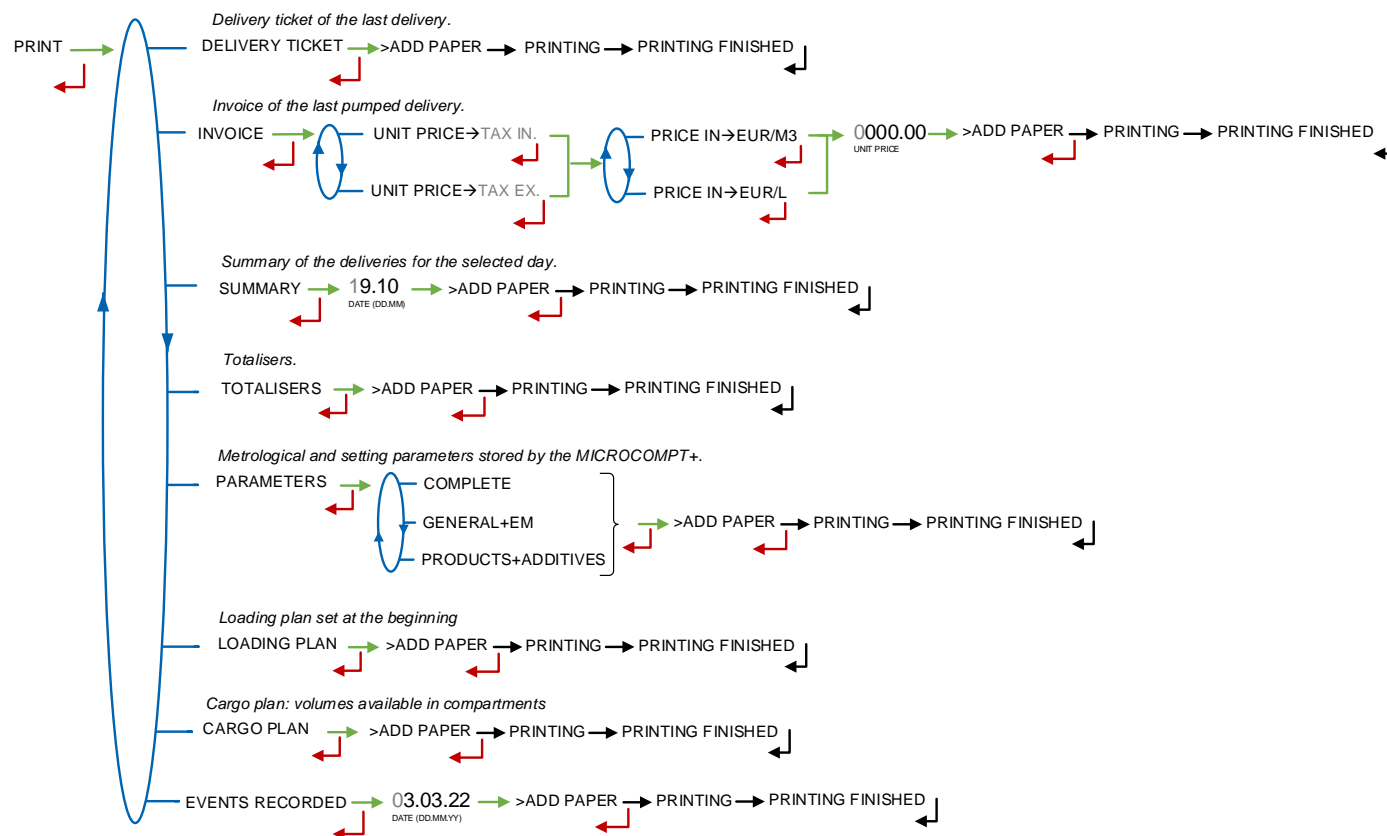 Delivery ticket of the last delivery.
PRINT DELIVERY TICKET >ADD PAPER PRINTING PRINTING FINISHED
Invoice of the last pumped delivery.
INVOICE UNIT PRICE→TAX IN. PRICE IN→EUR/M3 0000.00 >ADD PAPER PRINTING PRINTING FINISHED
UNIT PRICE
UNIT PRICE→TAX EX. PRICE IN→EUR/L
Summary of the deliveries for the selected day.
SUMMARY 19.10 >ADD PAPER PRINTING PRINTING FINISHED
DATE (DD.MM)
Totalisers.
TOTALISERS >ADD PAPER PRINTING PRINTING FINISHED
Metrological and setting parameters stored by the MICROCOMPT+.
PARAMETERS COMPLETE
GENERAL+EM >ADD PAPER PRINTING PRINTING FINISHED
PRODUCTS+ADDITIVES
Loading plan set at the beginning
LOADING PLAN >ADD PAPER PRINTING PRINTING FINISHED
Cargo plan: volumes available in compartments
CARGO PLAN >ADD PAPER PRINTING PRINTING FINISHED
EVENTS RECORDED 03.03.22 >ADD PAPER PRINTING PRINTING FINISHED
DATE (DD.MM.YY)